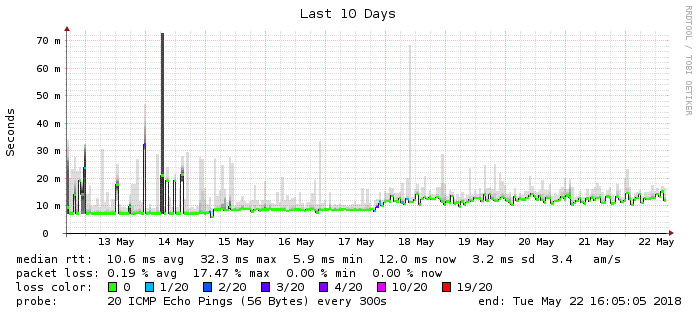 Last 10 Days
RRDTOOL / TOBI OETIKER
Seconds
70 m
60 m
50 m
40 m
30 m
20 m
10 m
0
13 May 14 May 15 May 16 May 17 May 18 May 19 May 20 May 21 May 22 May
median rtt: 10.6 ms avg 32.3 ms max 5.9 ms min 12.0 ms now 3.2 ms sd 3.4 am/s
packet loss: 0.19 % avg 17.47 % max 0.00 % min 0.00 % now
loss color: 0 1/20 2/20 3/20 4/20 10/20 19/20
probe: 20 ICMP Echo Pings (56 Bytes) every 300s end: Tue May 22 16:05:05 2018